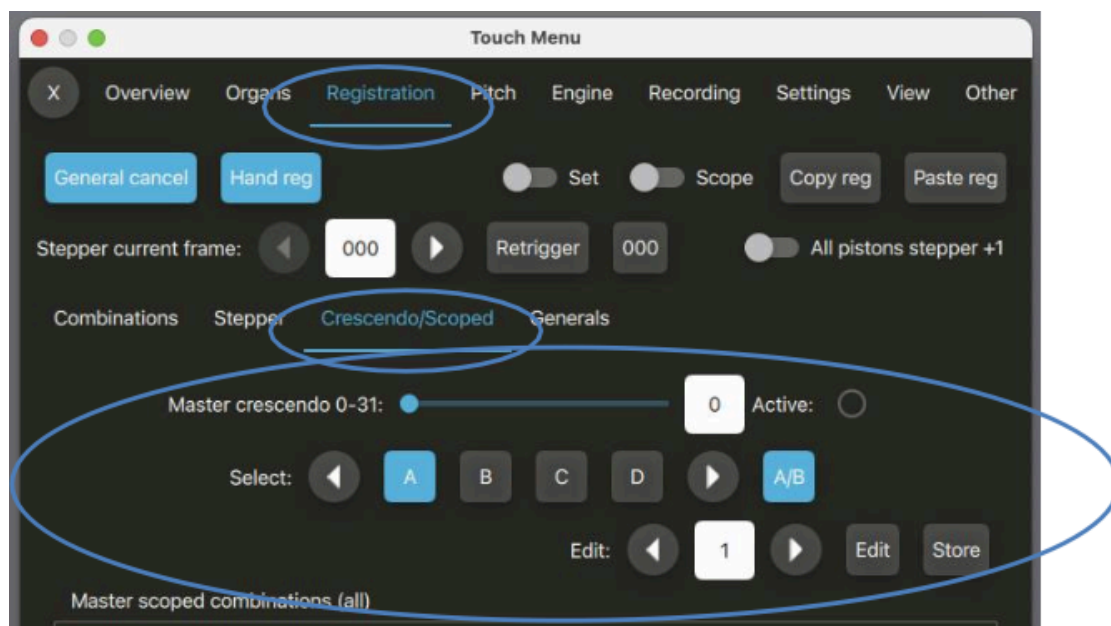 Touch Menu
X Overview Organs Registration Pitch Engine Recording Settings View Other
General cancel Hand reg Set Scope Copy reg Paste reg
Stepper current frame: 000 Retrigger 000 All pistons stepper +1
Combinations Stepper Crescendo/Scoped Generals
Master crescendo 0-31: 0 Active:
Select: A B C D A/B
Edit: 1 Edit Store
Master scoped combinations (all)